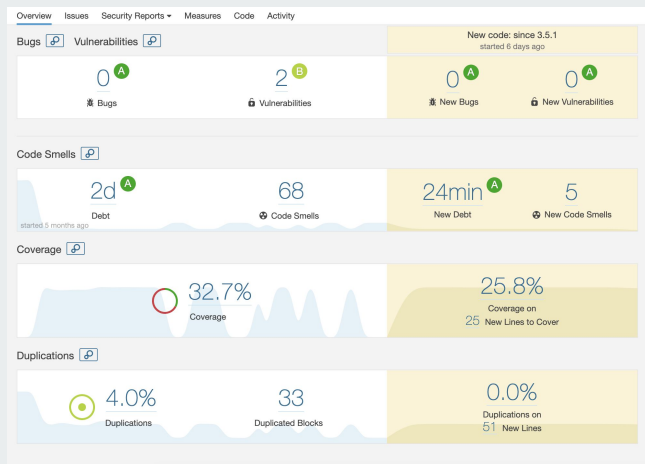 Overview Issues Security Reports Measures Code Activity
Bugs Vulnerabilities
New code: since 3.5.1
started 6 days ago
0 A
Bugs
2 B
Vulnerabilities
0 A
New Bugs
0 A
New Vulnerabilities
Code Smells
2d A
Debt
68
Code Smells
started 5 months ago
24min A
New Debt
5
New Code Smells
Coverage
32.7%
Coverage
25.8%
Coverage on
25 New Lines to Cover
Duplications
4.0%
Duplications
33
Duplicated Blocks
0.0%
Duplications on
51 New Lines